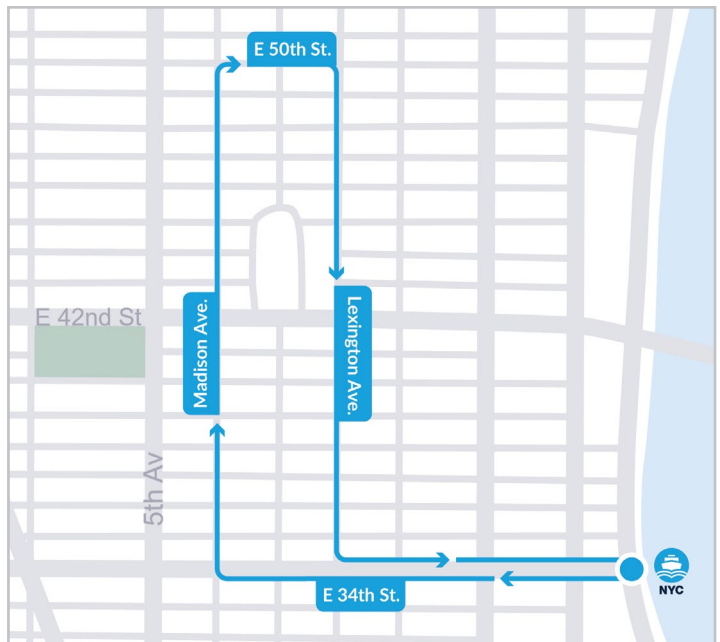 E 50th St.
Madison Ave.
Lexington Ave.
E 42nd St
5th Av
E 34th St.
NYC